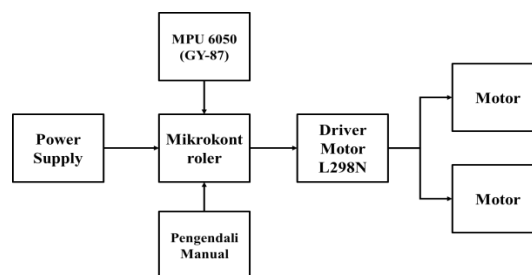 MPU 6050
(GY-87)
Power
Supply
Mikrokont
roler
Driver
Motor
L298N
Motor
Motor
Pengendali
Manual